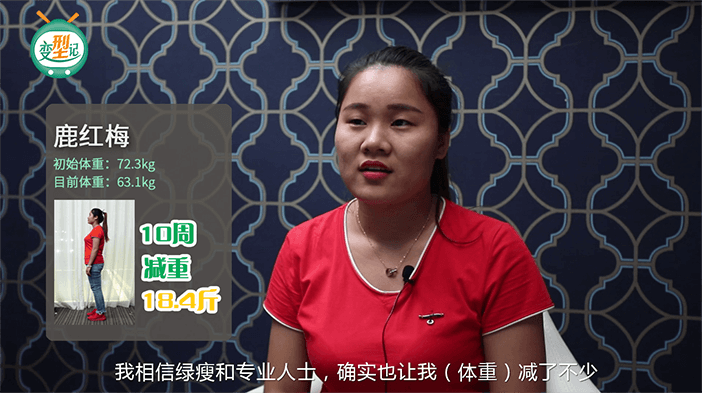 变型记
鹿红梅
初始体重：72.3kg
目前体重：63.1kg
10周
减重
18.4斤
我相信绿瘦和专业人士，确实也让我（体重）减了不少